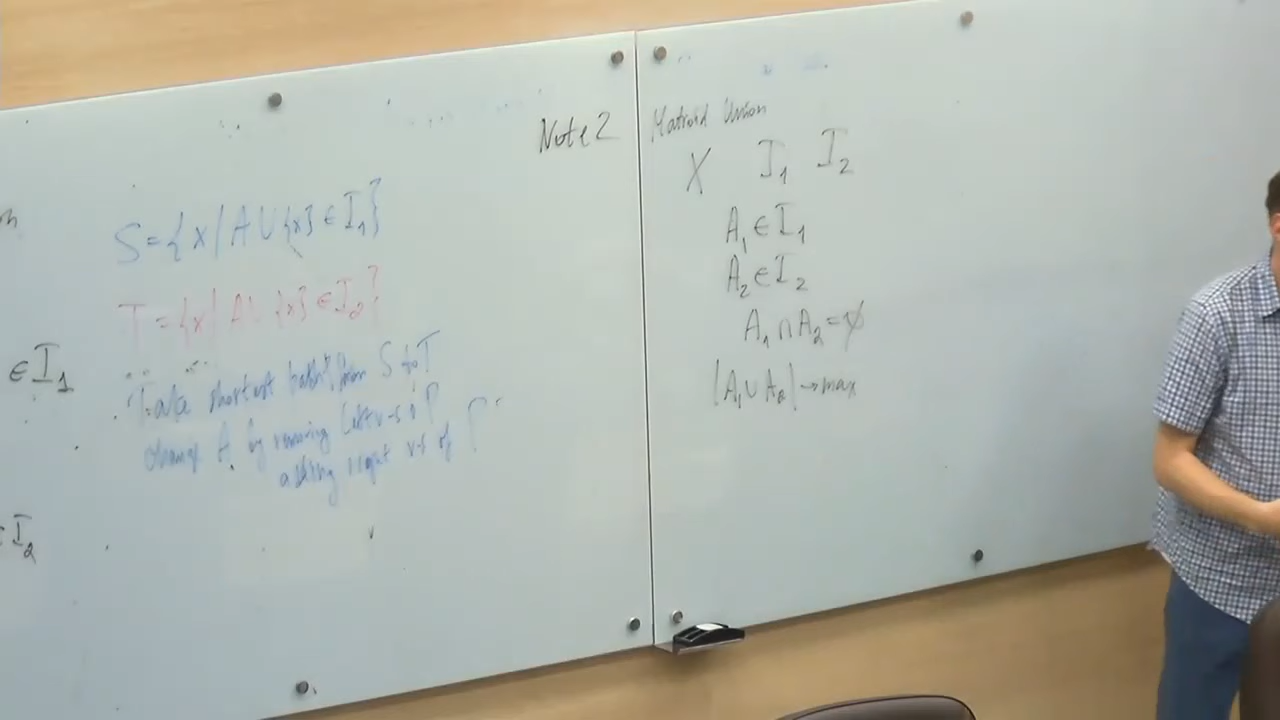 S={x|A∪{x}∈I₁}
T={x|A∪{x}∈I₂}
∈I₁
Take shortest path from S to T
change A by removing left v-s of P
adding right v-s of P
I₂
Note 2
Matroid Union
X I₁ I₂
A₁∈I₁
A₂∈I₂
A₁∩A₂=∅
|A₁∪A₂|→max